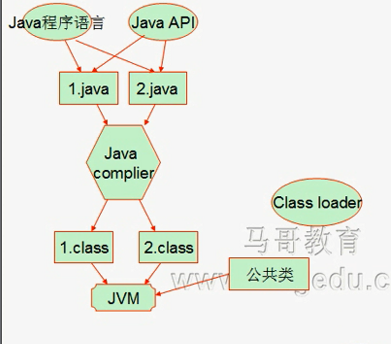 Java程序语言
Java API
1.java
2.java
Java
complier
Class loader
1.class
2.class
马哥教育
公共类
JVM